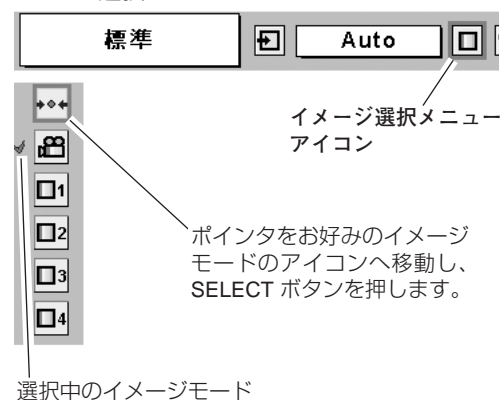 選択
標準
Auto
イメージ選択メニュー
アイコン
1
2
3
4
ポインタをお好みのイメージ
モードのアイコンへ移動し、
SELECT ボタンを押します。
選択中のイメージモード